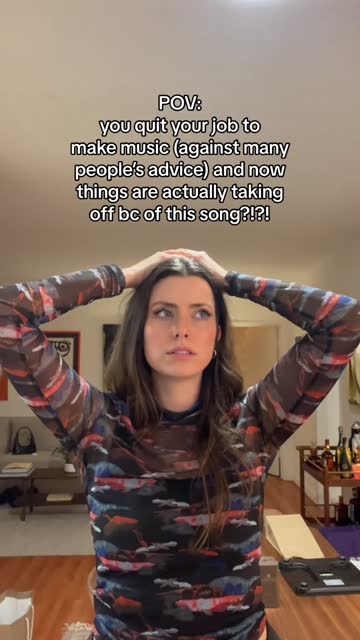 POV:
you quit your job to
make music (against many
people's advice) and now
things are actually taking
off bc of this song?!?!